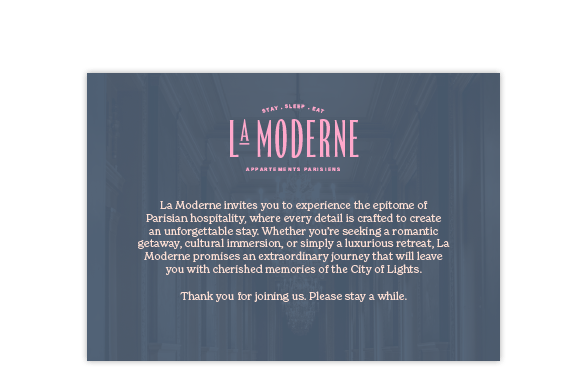 STAY . SLEEP . EAT
LA MODERNE
APPARTEMENTS PARISIENS
La Moderne invites you to experience the epitome of
Parisian hospitality, where every detail is crafted to create
an unforgettable stay. Whether you're seeking a romantic
getaway, cultural immersion, or simply a luxurious retreat, La
Moderne promises an extraordinary journey that will leave
you with cherished memories of the City of Lights.
Thank you for joining us. Please stay a while.